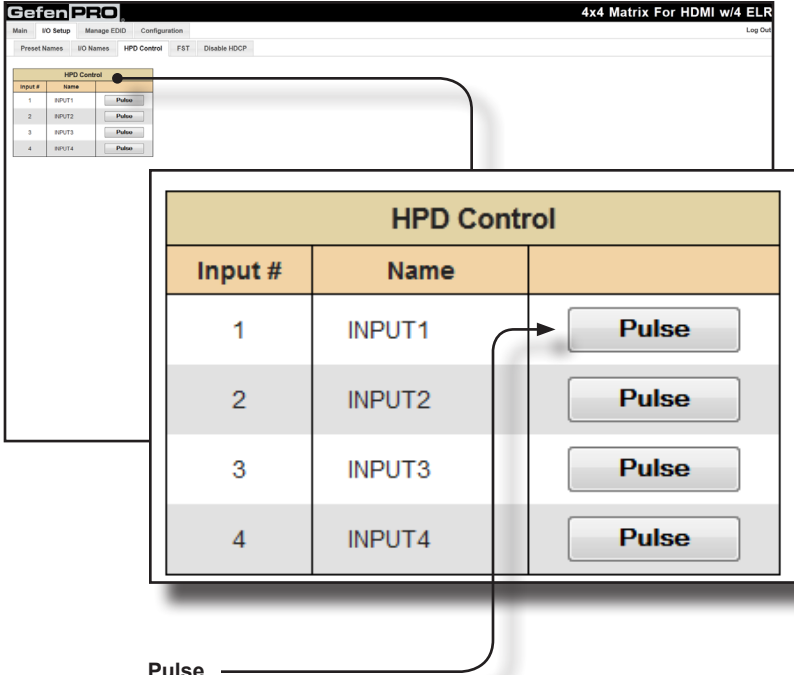 GefenPRO® 4x4 Matrix For HDMI w/4 ELR
Main I/O Setup Manage EDID Configuration Log Out
Preset Names I/O Names HPD Control FST Disable HDCP
HPD Control
Input # Name
1 INPUT1 Pulse
2 INPUT2 Pulse
3 INPUT3 Pulse
4 INPUT4 Pulse
HPD Control
Input # Name
1 INPUT1 Pulse
2 INPUT2 Pulse
3 INPUT3 Pulse
4 INPUT4 Pulse
Pulse